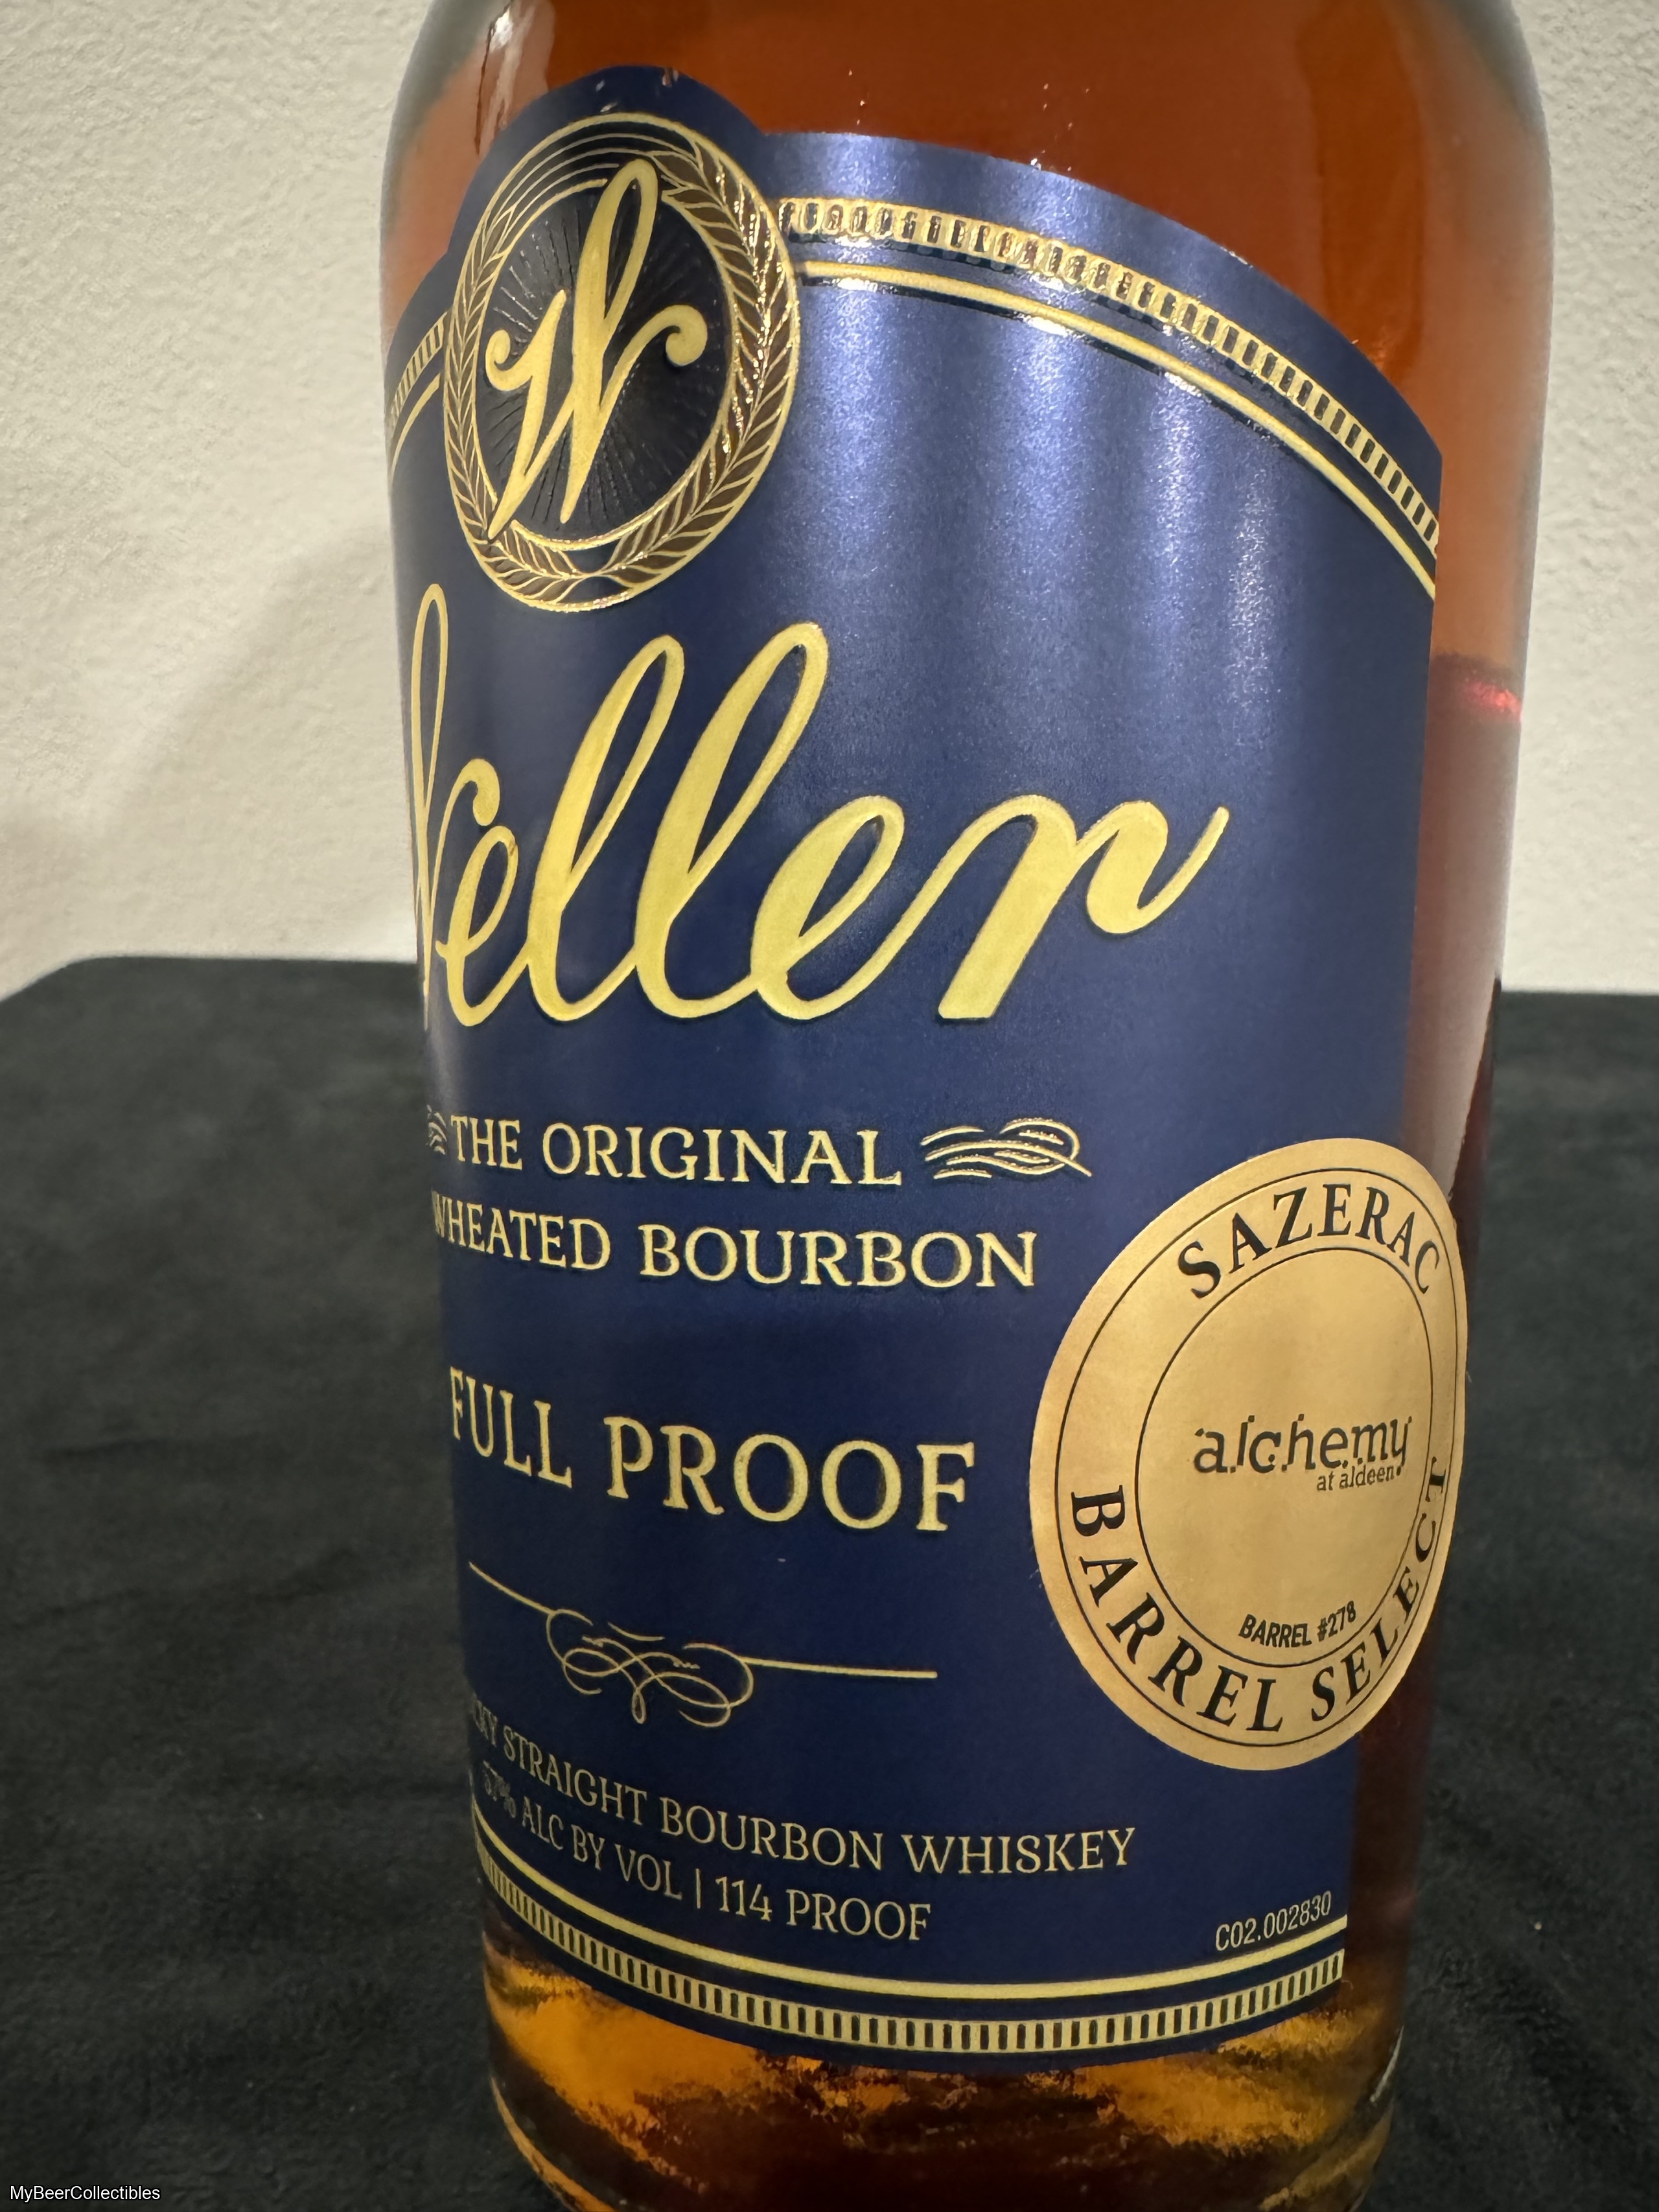 W
Weller
THE ORIGINAL
WHEATED BOURBON
FULL PROOF
STRAIGHT BOURBON WHISKEY
57% ALC BY VOL | 114 PROOF
C02.002830
SAZERAC
alchemy
at aldeen
BARREL #278
BARREL SELECT
MyBeerCollectibles